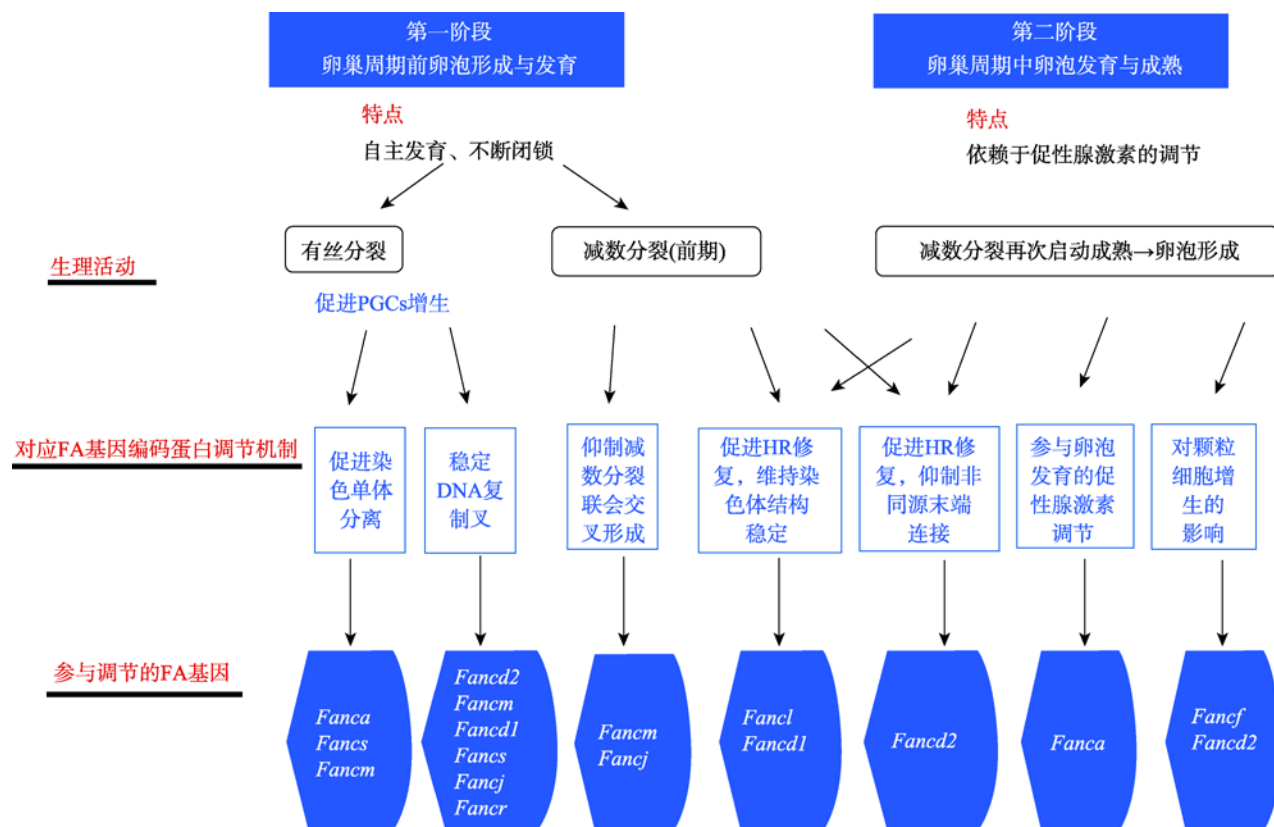 第一阶段
卵巢周期前卵泡形成与发育
第二阶段
卵巢周期中卵泡发育与成熟
特点
自主发育、不断闭锁
特点
依赖于促性腺激素的调节
生理活动
有丝分裂
减数分裂(前期)
减数分裂再次启动成熟→卵泡形成
促进PGCs增生
对应FA基因编码蛋白调节机制
促进染
色单体
分离
稳定
DNA复
制叉
仰制减
数分裂
联会交
叉形成
促进HR修
复，维持染
色体结构
稳定
促进HR修
复，仰制非
同源末端
连接
参与卵泡
发育的促
性腺激素
调节
对颗粒
细胞增
生的
影响
参与调节的FA基因
Fanca
Fancs
Fancm
Fancd2
Fancm
Fancd1
Fancs
Fancj
Fancr
Fancm
Fancj
Fancl
Fancd1
Fancd2
Fanca
Fancf
Fancd2